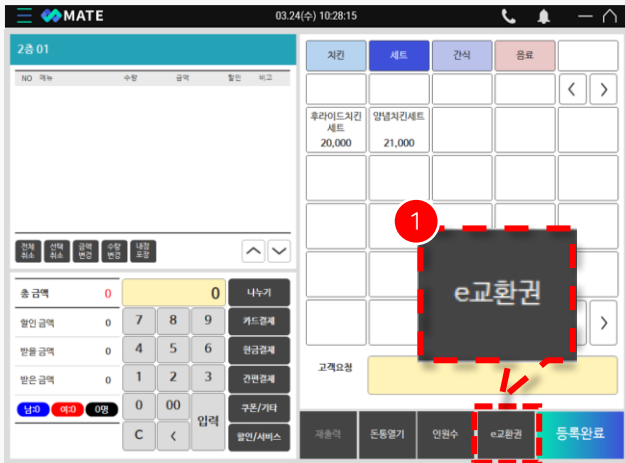 MATE 03.24(수) 10:28:15
2층 01
NO 메뉴 수량 금액 할인 비고
전체취소 선택취소 금액변경 수량변경 내점포장
총 금액 0
할인금액 0
받을금액 0
받은금액 0
남:0 여:0 0명
0
7 8 9
4 5 6
1 2 3
0 00 입력
C <
나누기
카드결제
현금결제
간편결제
쿠폰/기타
할인/서비스
치킨 세트 간식 음료
< >
후라이드치킨세트 양념치킨세트
20,000 21,000
1
e교환권
>
고객요청
재출력 돈통열기 인원수 e교환권 등록완료